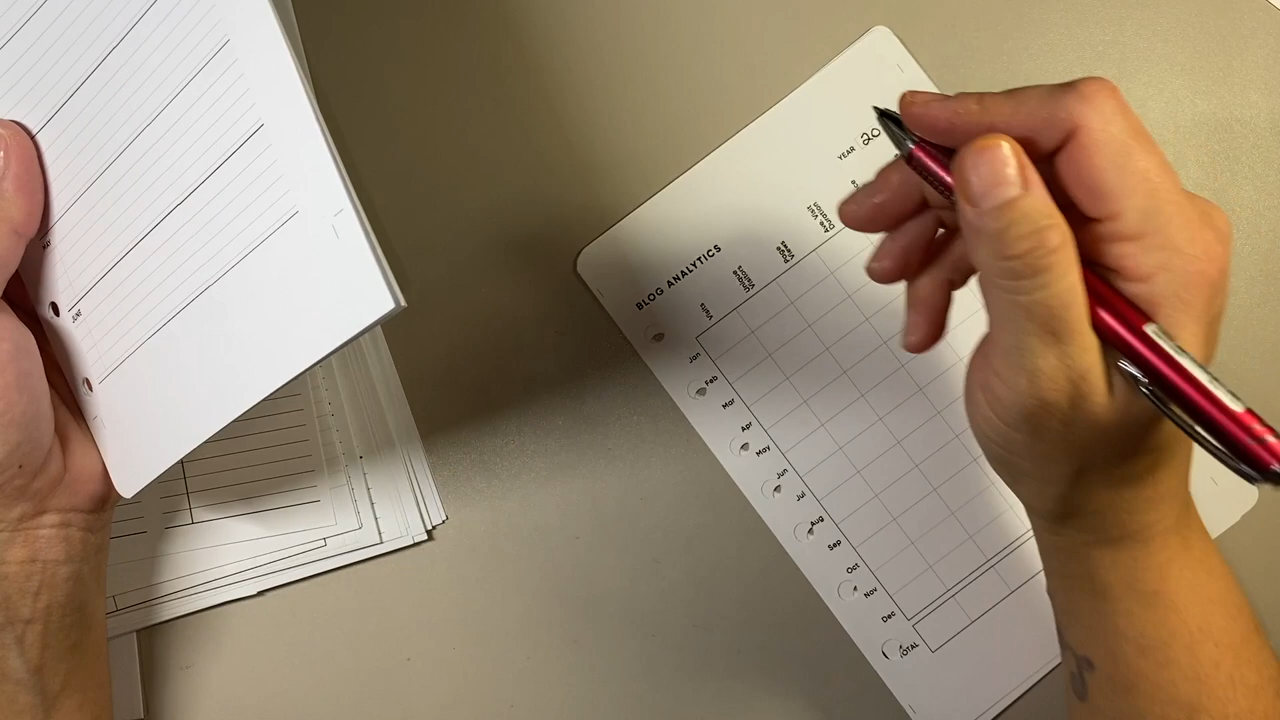 MAY
JUNE
BLOG ANALYTICS
YEAR 20
Visits
Unique
Visitors
Page
Views
Ave. Visit
Duration
Jan
Feb
Mar
Apr
May
Jun
Jul
Aug
Sep
Oct
Nov
Dec